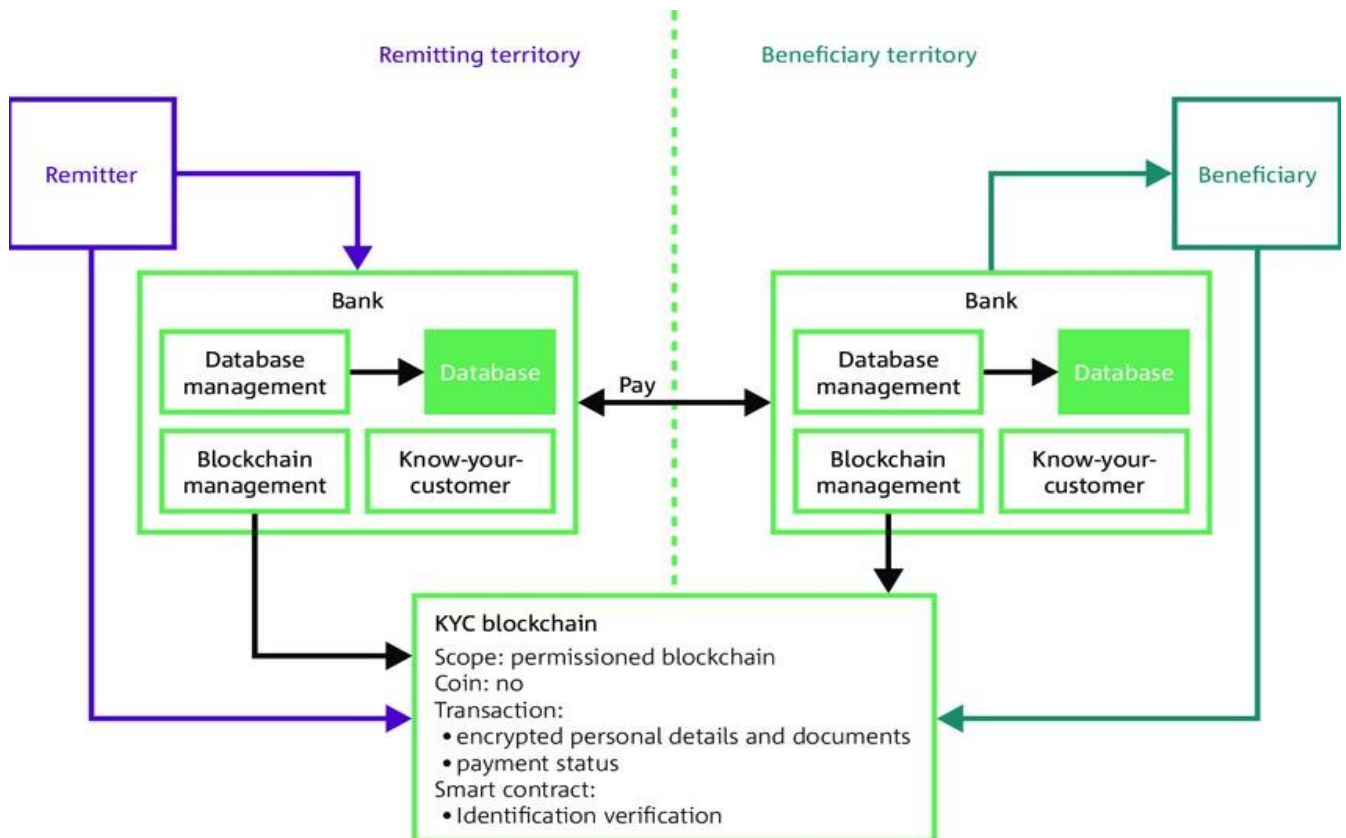 Remitting territory
Beneficiary territory
Remitter
Beneficiary
Bank
Database
management
Database
Blockchain
management
Know-your-
customer
Pay
Bank
Database
management
Database
Blockchain
management
Know-your-
customer
KYC blockchain
Scope: permissioned blockchain
Coin: no
Transaction:
• encrypted personal details and documents
• payment status
Smart contract:
• Identification verification